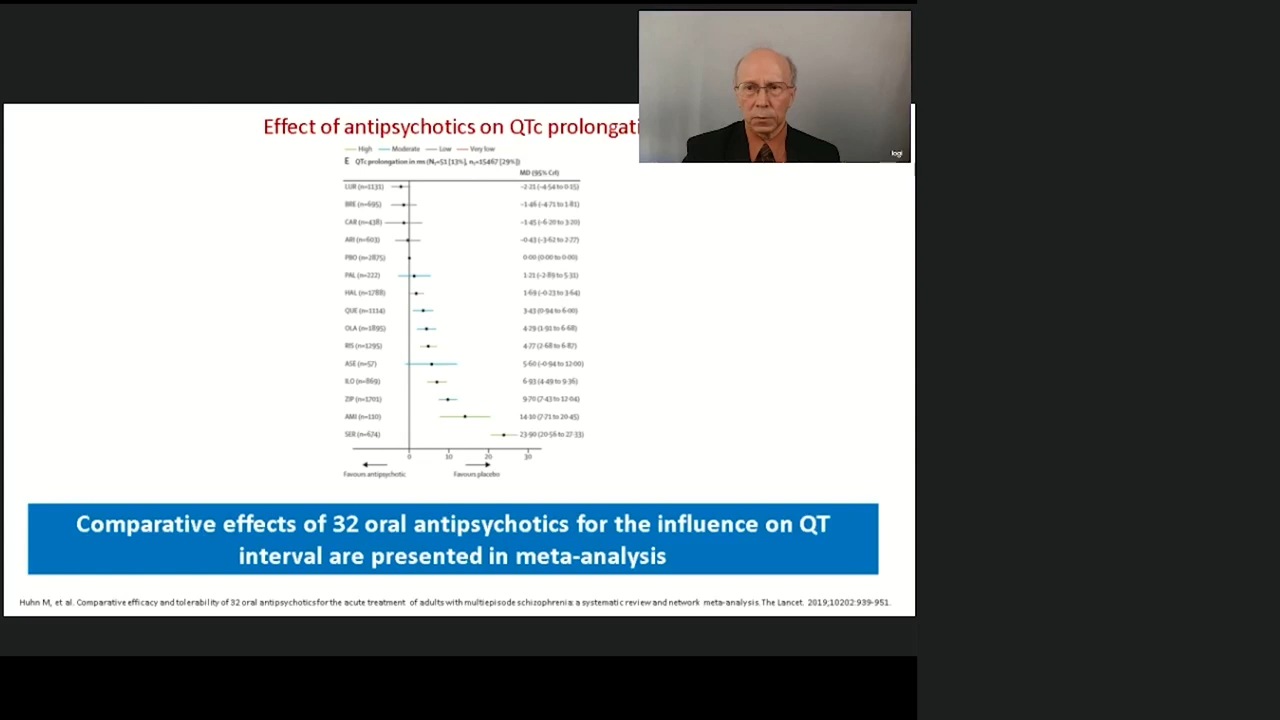 logi
Effect of antipsychotics on QTc prolongati
High Moderate Low Very low
E QTc prolongation in ms (N₁=51 [13%], n₁=15467 [29%])
MD (95% CrI)
LUR (n=1131) −2·21 (−4·54 to 0·15)
BRE (n=695) −1·46 (−4·71 to 1·81)
CAR (n=438) −1·45 (−6·20 to 3·20)
ARI (n=603) −0·43 (−3·62 to 2·77)
PBO (n=2875) 0·00 (0·00 to 0·00)
PAL (n=222) 1·21 (−2·89 to 5·31)
HAL (n=1288) 1·69 (−0·23 to 3·64)
QUE (n=1114) 3·43 (0·94 to 6·00)
OLA (n=1895) 4·29 (1·91 to 6·68)
RIS (n=1295) 4·77 (2·68 to 6·87)
ASE (n=57) 5·60 (−0·94 to 12·00)
ILO (n=869) 6·93 (4·49 to 9·36)
ZIP (n=1701) 9·70 (7·43 to 12·04)
AMI (n=110) 14·10 (7·71 to 20·45)
SER (n=674) 23·90 (20·56 to 27·33)
0 10 20 30
Favours antipsychotic Favours placebo
Comparative effects of 32 oral antipsychotics for the influence on QT
interval are presented in meta-analysis
Huhn M, et al. Comparative efficacy and tolerability of 32 oral antipsychotics for the acute treatment of adults with multiepisode schizophrenia: a systematic review and network meta-analysis. The Lancet. 2019;10202:939-951.